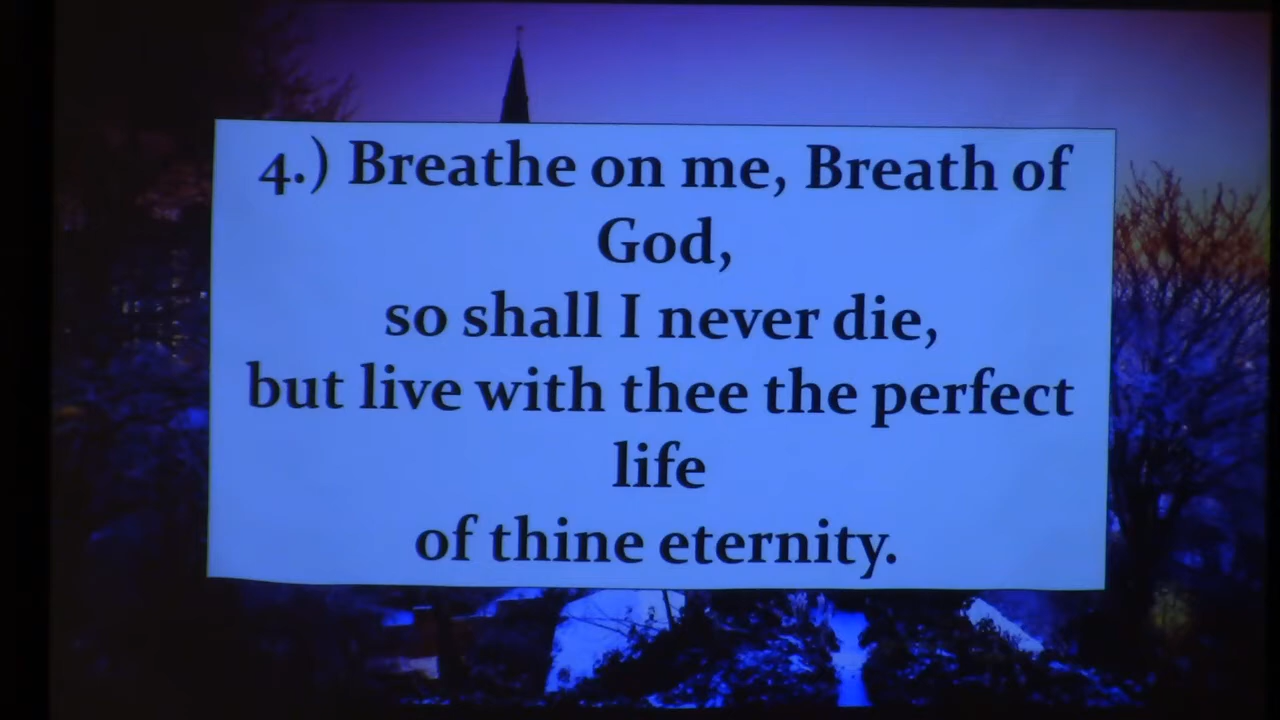 4.) Breathe on me, Breath of
God,
so shall I never die,
but live with thee the perfect
life
of thine eternity.